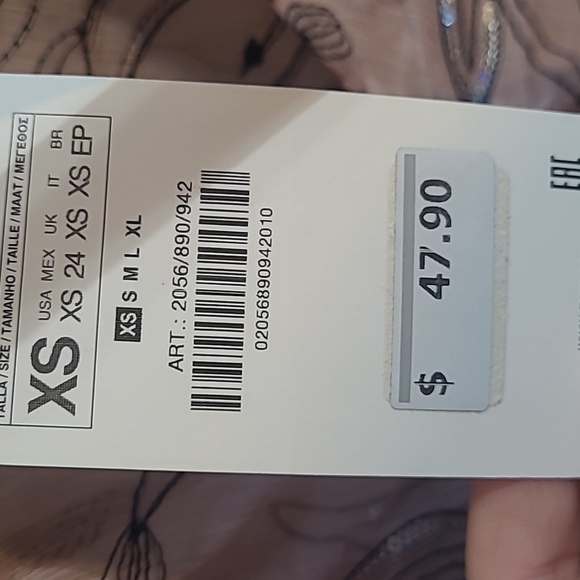 TALLA / SIZE / TAMANHO / TAILLE / MAAT / ΜΕΓΕΘΟΣ
XS
USA MEX UK IT BR
XS 24 XS XS EP
XS S M L XL
ART.: 2056/890/942
02056890942010
$ 47.90
EAC